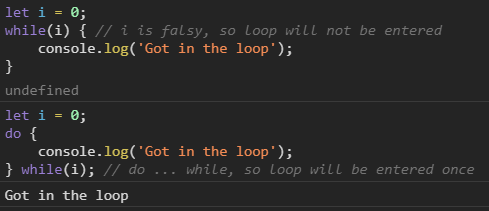 let i = 0;
while(i) { // i is falsy, so loop will not be entered
    console.log('Got in the loop');
}
undefined
let i = 0;
do {
    console.log('Got in the loop');
} while(i); // do ... while, so loop will be entered once
Got in the loop